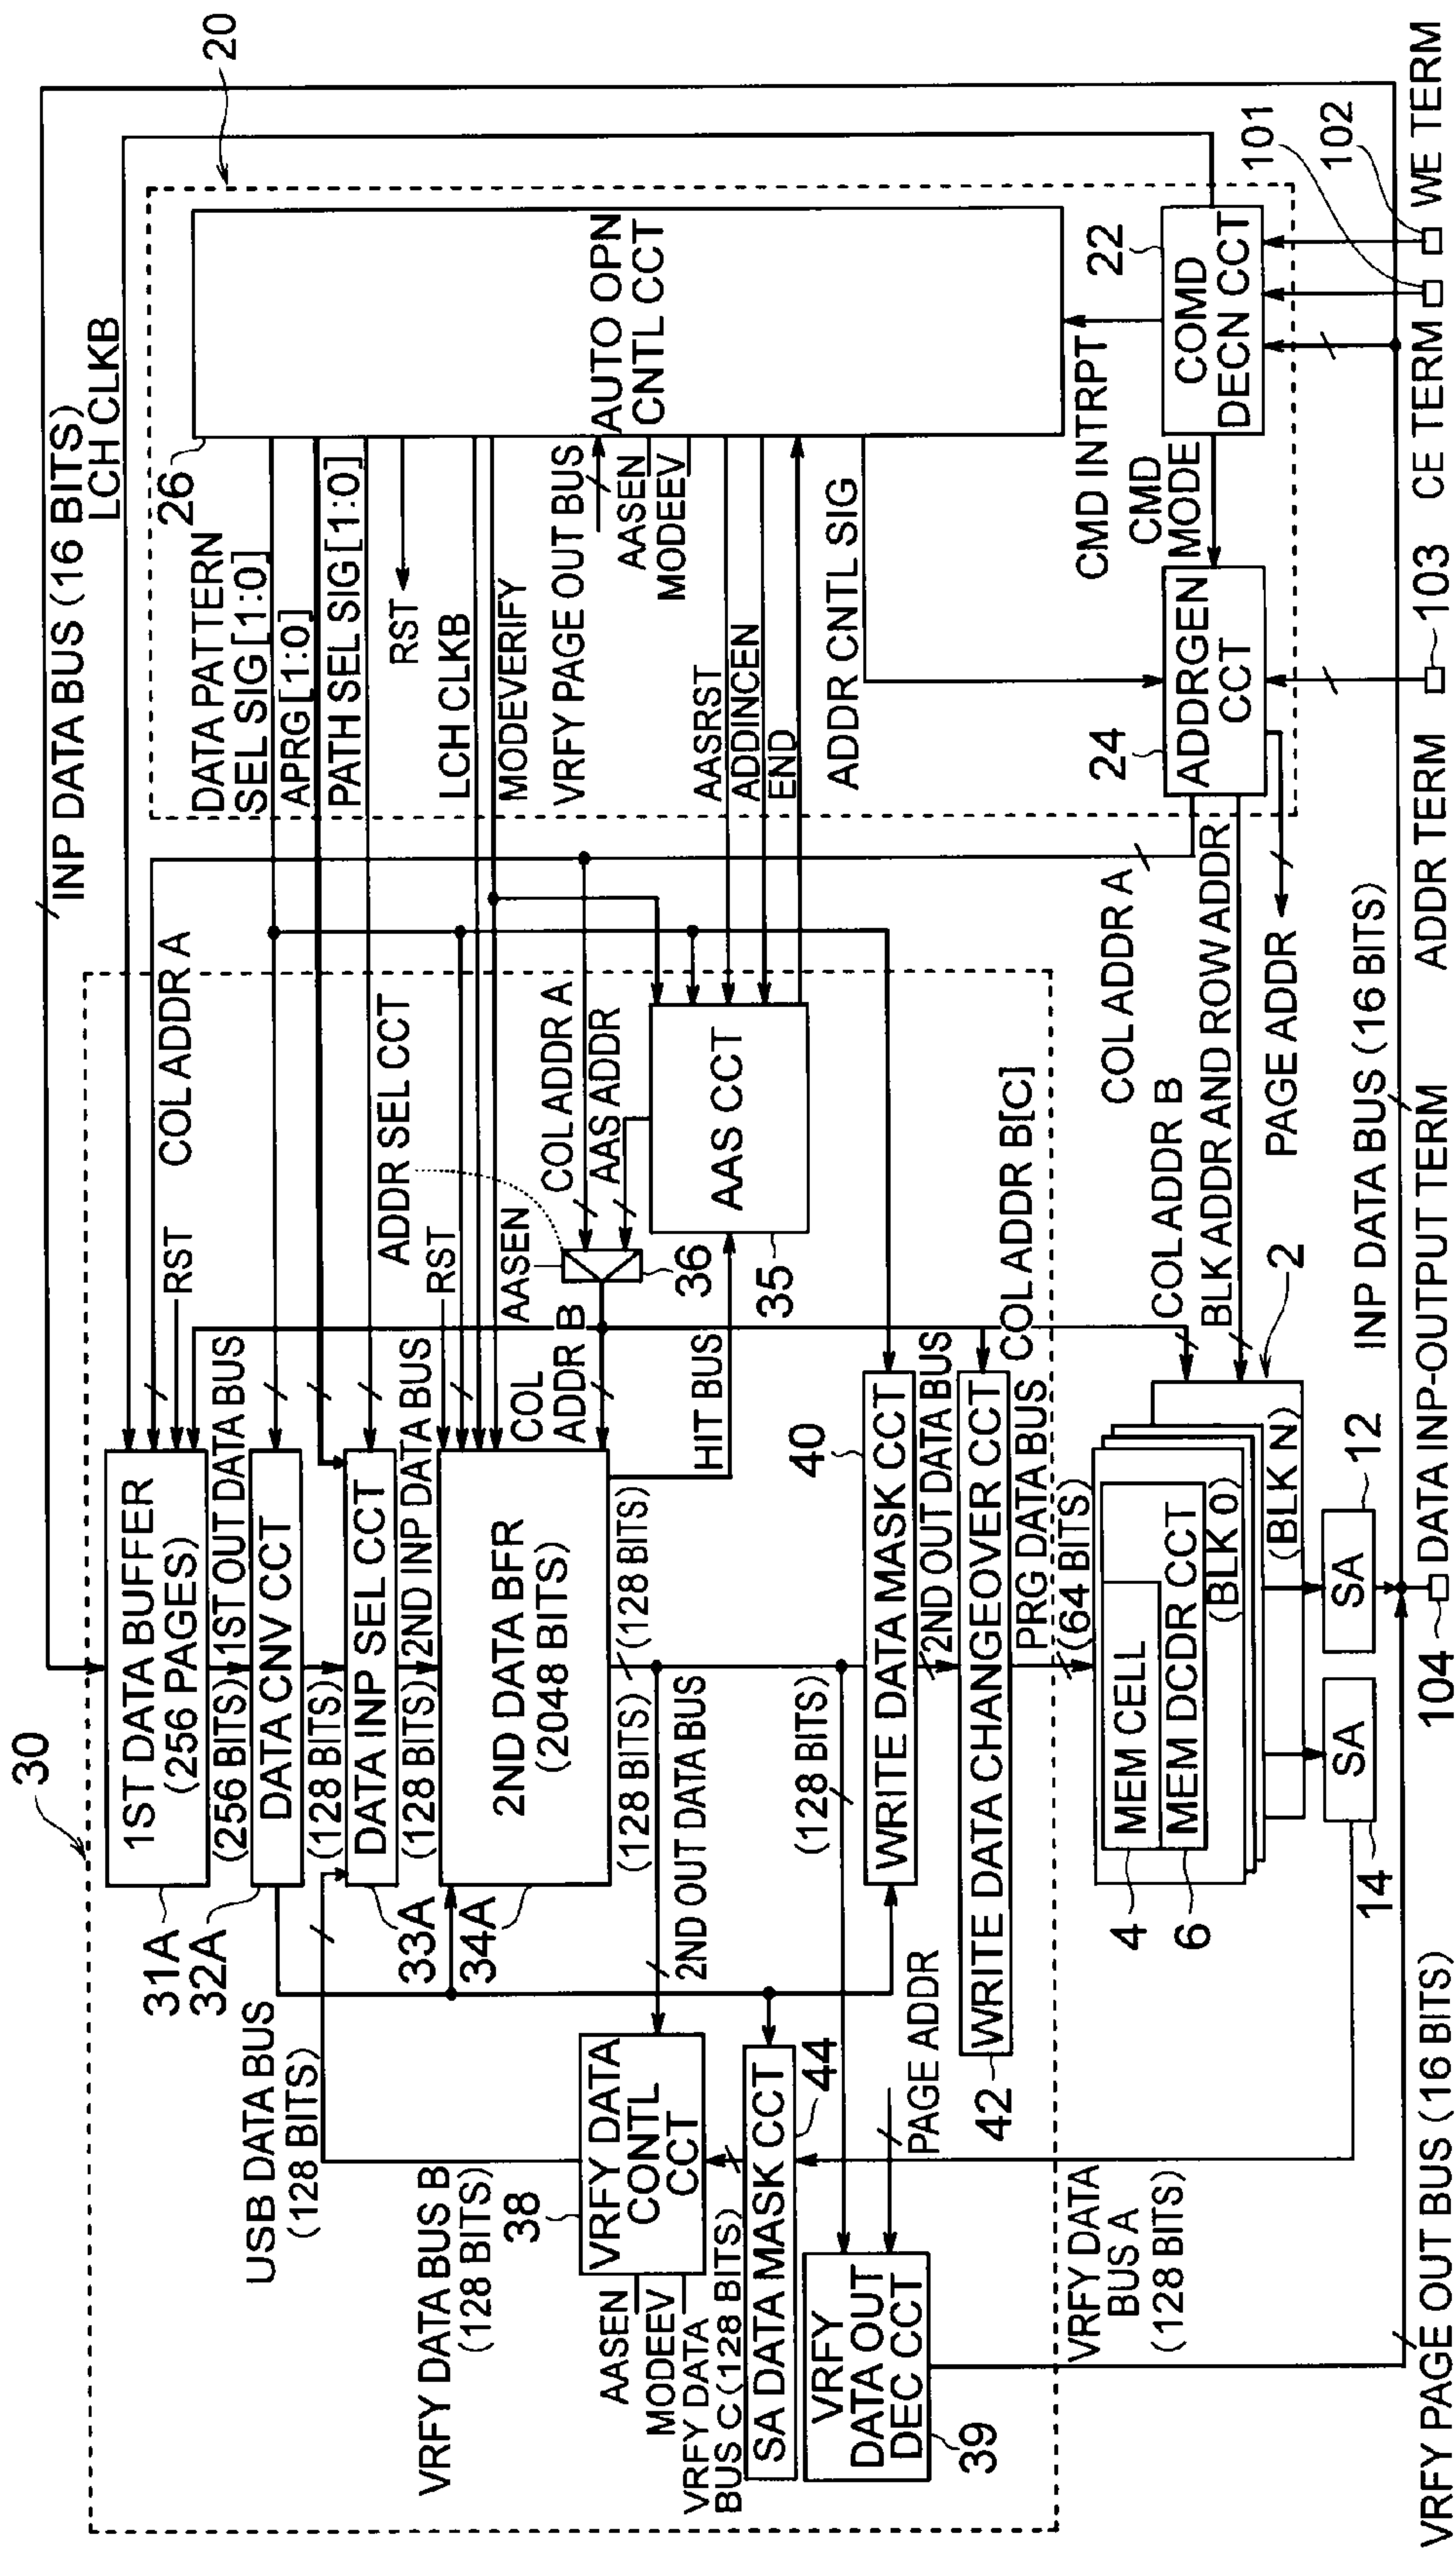 30
INP DATA BUS (16 BITS)
LCH CLKB
20
COL ADDR A
RST
31A
1ST DATA BUFFER
(256 PAGES)
(256 BITS)
1ST OUT DATA BUS
32A
DATA CNV CCT
(128 BITS)
USB DATA BUS
(128 BITS)
33A
DATA INP SEL CCT
(128 BITS)
2ND INP DATA BUS
34A
2ND DATA BFR
(2048 BITS)
RST
AASEN
COL
ADDR B
ADDR SEL CCT
COL ADDR A
AAS ADDR
36
AAS CCT
35
HIT BUS
(128 BITS)
(128 BITS)
2ND OUT DATA BUS
VRFY DATA BUS B
(128 BITS)
38
VRFY DATA
CONTL
CCT
AASEN
MODEEV
VRFY DATA
BUS C (128 BITS)
SA DATA MASK CCT
44
VRFY
DATA OUT
DEC CCT
39
PAGE ADDR
(128 BITS)
40
WRITE DATA MASK CCT
2ND OUT DATA BUS
42
WRITE DATA CHANGEOVER CCT
COL ADDR B[C]
PRG DATA BUS
(64 BITS)
26
AUTO OPN
CNTL CCT
DATA PATTERN
SEL SIG [1:0]
APRG [1:0]
PATH SEL SIG [1:0]
RST
LCH CLKB
MODEVERIFY
VRFY PAGE OUT BUS
AASEN
MODEEV
AASRST
ADDINCEN
END
ADDR CNTL SIG
CMD INTRPT
22
COMD
DECN CCT
CMD
MODE
24
ADDRGEN
CCT
COL ADDR A
COL ADDR B
BLK ADDR AND ROW ADDR
PAGE ADDR
2
MEM CELL
MEM DCDR CCT
(BLK 0)
(BLK N)
4
6
SA
12
SA
14
VRFY DATA
BUS A
(128 BITS)
INP DATA BUS (16 BITS)
101
102
VRFY PAGE OUT BUS (16 BITS)
104
DATA INP-OUTPUT TERM
ADDR TERM
103
CE TERM
WE TERM